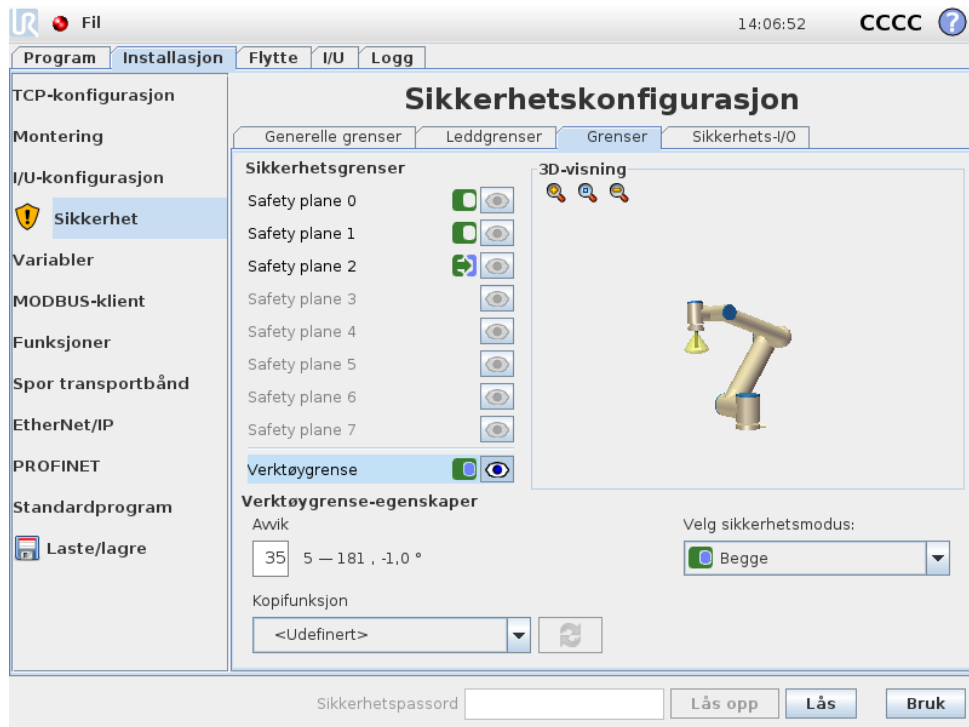 UR Fil 14:06:52 CCCC ?
Program Installasjon Flytte I/U Logg
TCP-konfigurasjon
Montering
I/U-konfigurasjon
Sikkerhet
Variabler
MODBUS-klient
Funksjoner
Spor transportbånd
EtherNet/IP
PROFINET
Standardprogram
Laste/lagre
Sikkerhetskonfigurasjon
Generelle grenser Leddgrenser Grenser Sikkerhets-I/O
Sikkerhetsgrenser
Safety plane 0
Safety plane 1
Safety plane 2
Safety plane 3
Safety plane 4
Safety plane 5
Safety plane 6
Safety plane 7
Verktøygrense
3D-visning
Verktøygrense-egenskaper
Avvik
35 5 — 181 , -1,0 °
Velg sikkerhetsmodus:
Begge
Kopifunksjon
<Udefinert>
Sikkerhetspassord Lås opp Lås Bruk